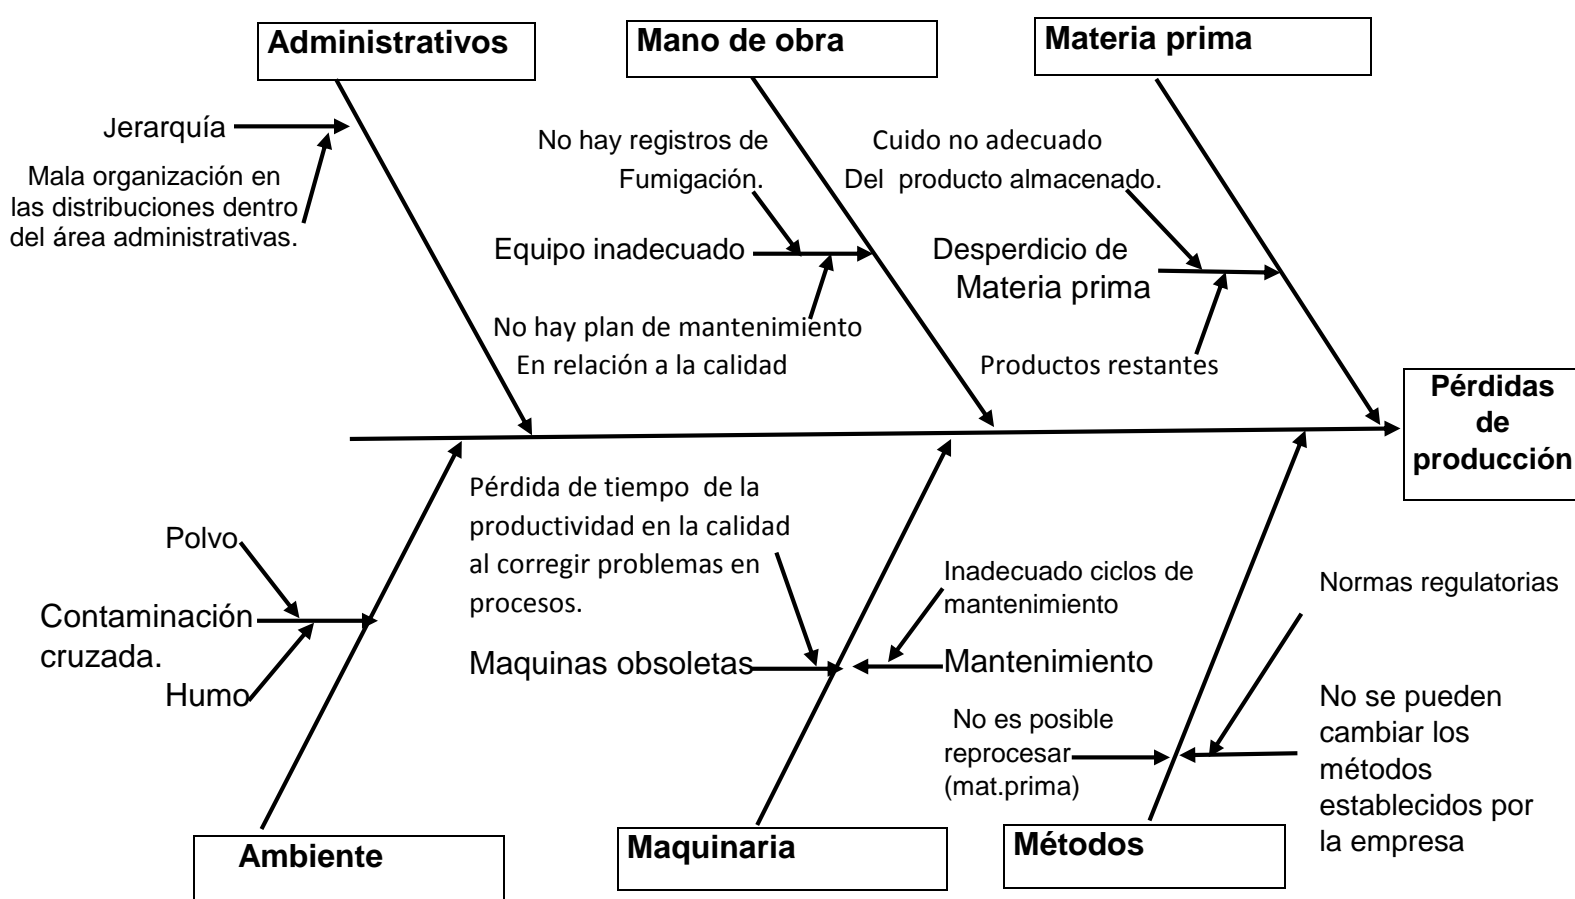 Administrativos
Mano de obra
Materia prima
Jerarquía
Mala organización en
las distribuciones dentro
del área administrativas.
No hay registros de
Fumigación.
Equipo inadecuado
No hay plan de mantenimiento
En relación a la calidad
Cuido no adecuado
Del producto almacenado.
Desperdicio de
Materia prima
Productos restantes
Pérdidas
de
producción
Polvo
Contaminación
cruzada.
Humo
Pérdida de tiempo de la
productividad en la calidad
al corregir problemas en
procesos.
Maquinas obsoletas
Inadecuado ciclos de
mantenimiento
Mantenimiento
No es posible
reprocesar
(mat.prima)
Normas regulatorias
No se pueden
cambiar los
métodos
establecidos por
la empresa
Ambiente
Maquinaria
Métodos